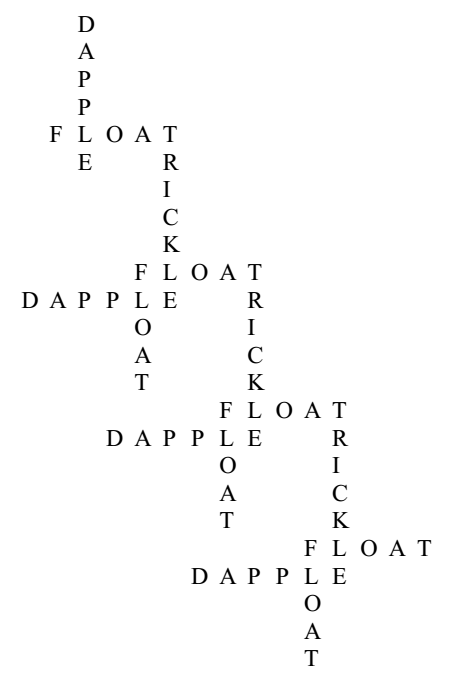 D
A
P
P
F L O A T
E R
I
C
K
F L O A T
D A P P L E R
O I
A C
T K
F L O A T
D A P P L E R
O I
A C
T K
F L O A T
D A P P L E
O
A
T